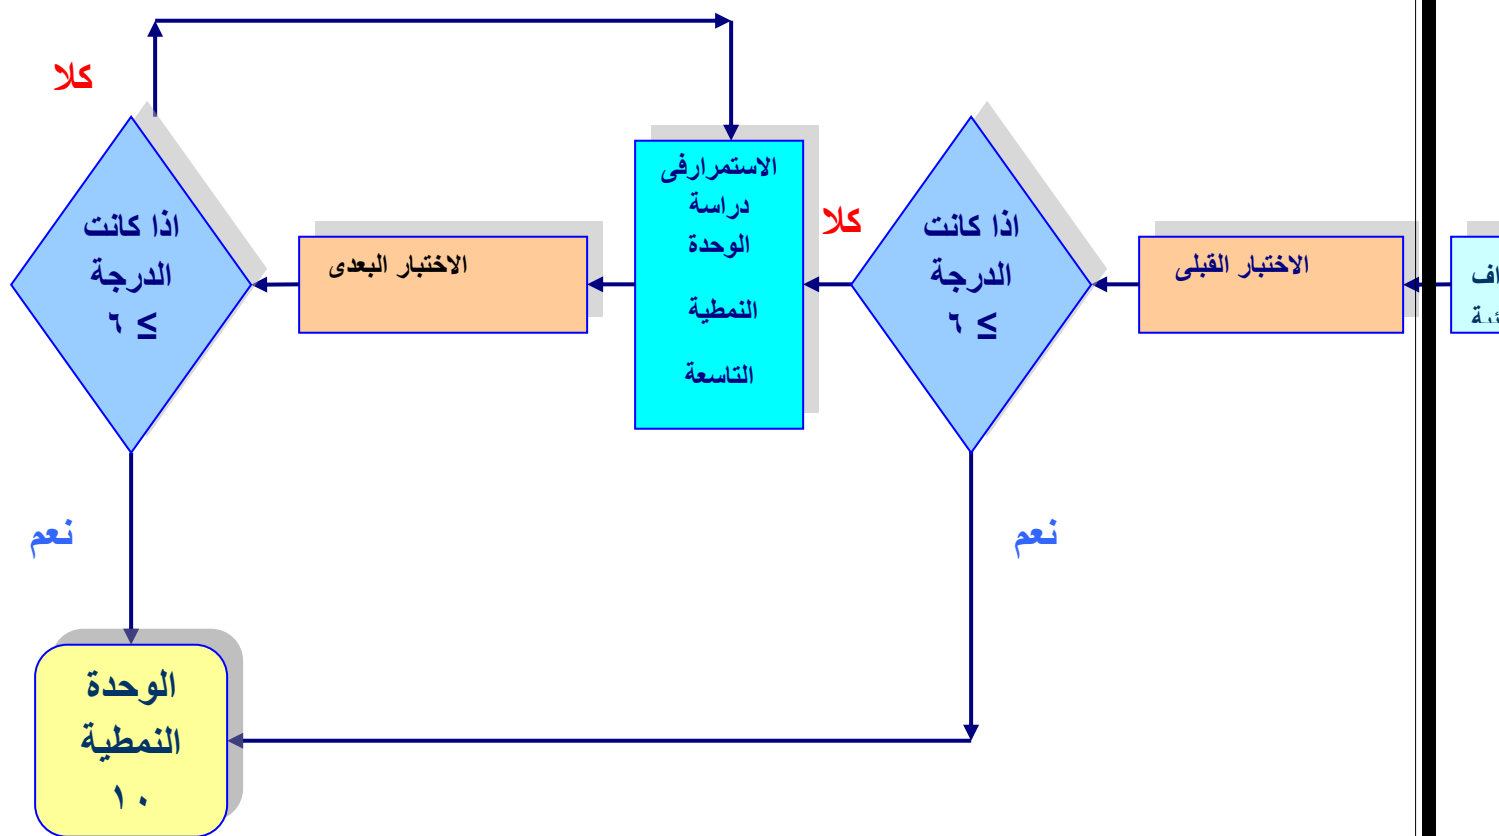 كلا
الاستمرارفى
دراسة
الوحدة
النمطية
التاسعة
كلا
اذا كانت
الدرجة
≥ ٦
الاختبار القبلى
اذا كانت
الدرجة
≥ ٦
الاختبار البعدى
نعم
نعم
الوحدة
النمطية
١٠